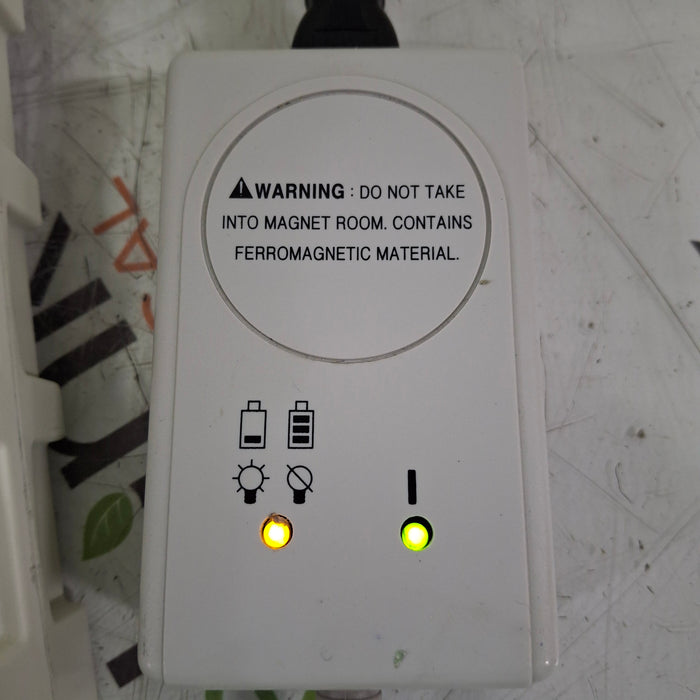 WARNING : DO NOT TAKE
INTO MAGNET ROOM. CONTAINS
FERROMAGNETIC MATERIAL.